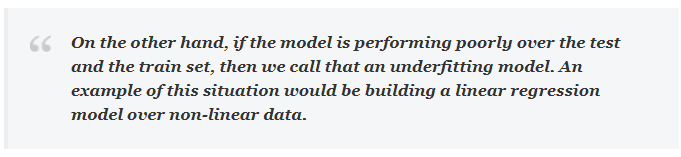 On the other hand, if the model is performing poorly over the test
and the train set, then we call that an underfitting model. An
example of this situation would be building a linear regression
model over non-linear data.